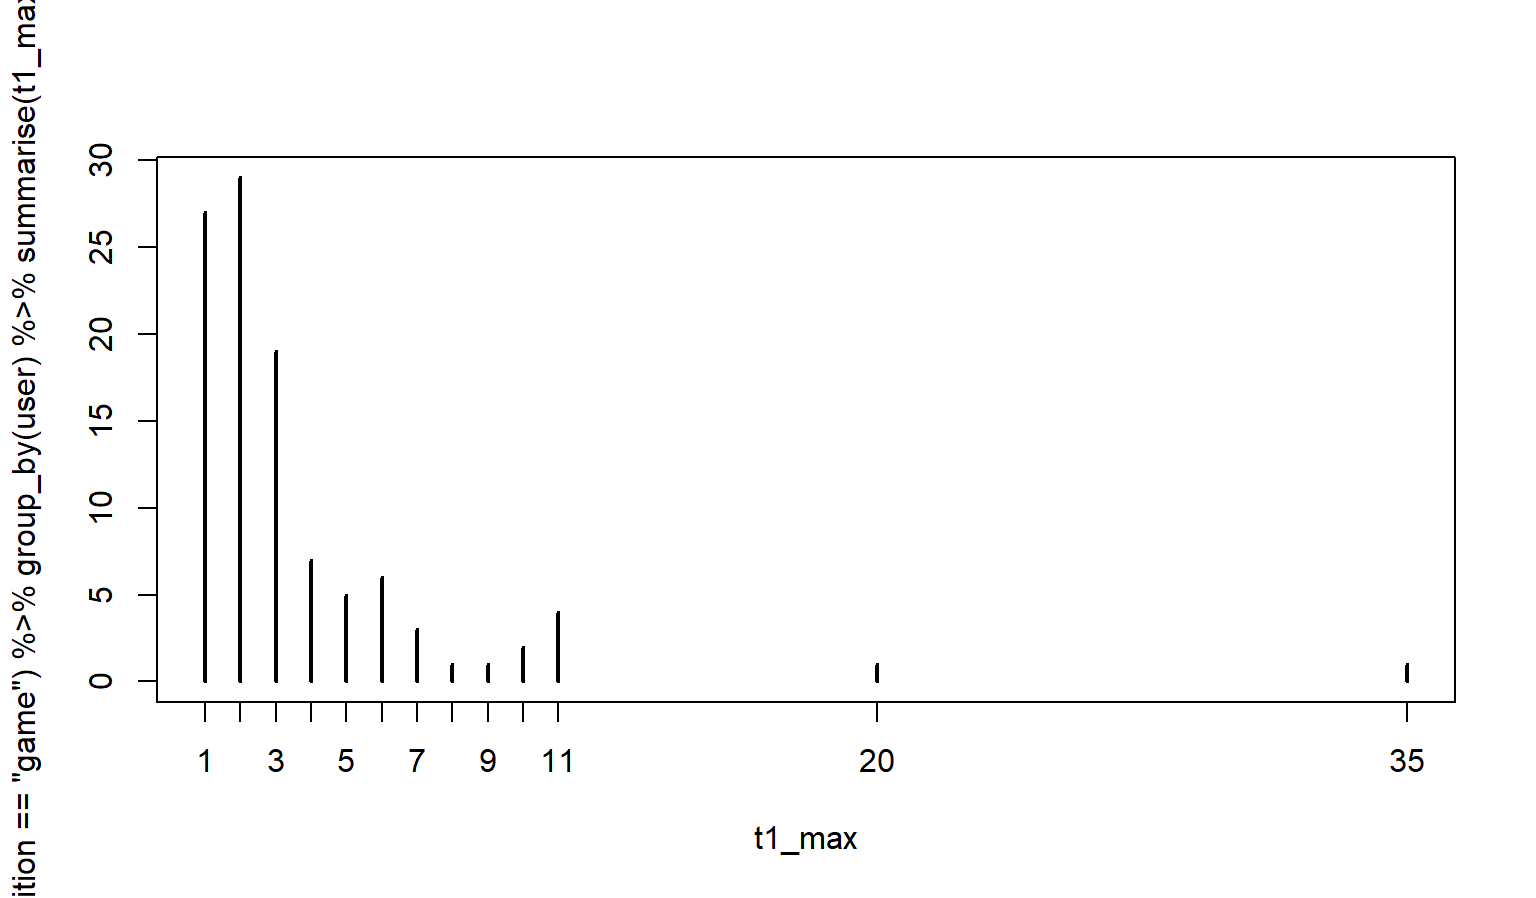 ition == "game") %>% group_by(user) %>% summarise(t1_max
30
25
20
15
10
5
0
1 3 5 7 9 11 20 35
t1_max